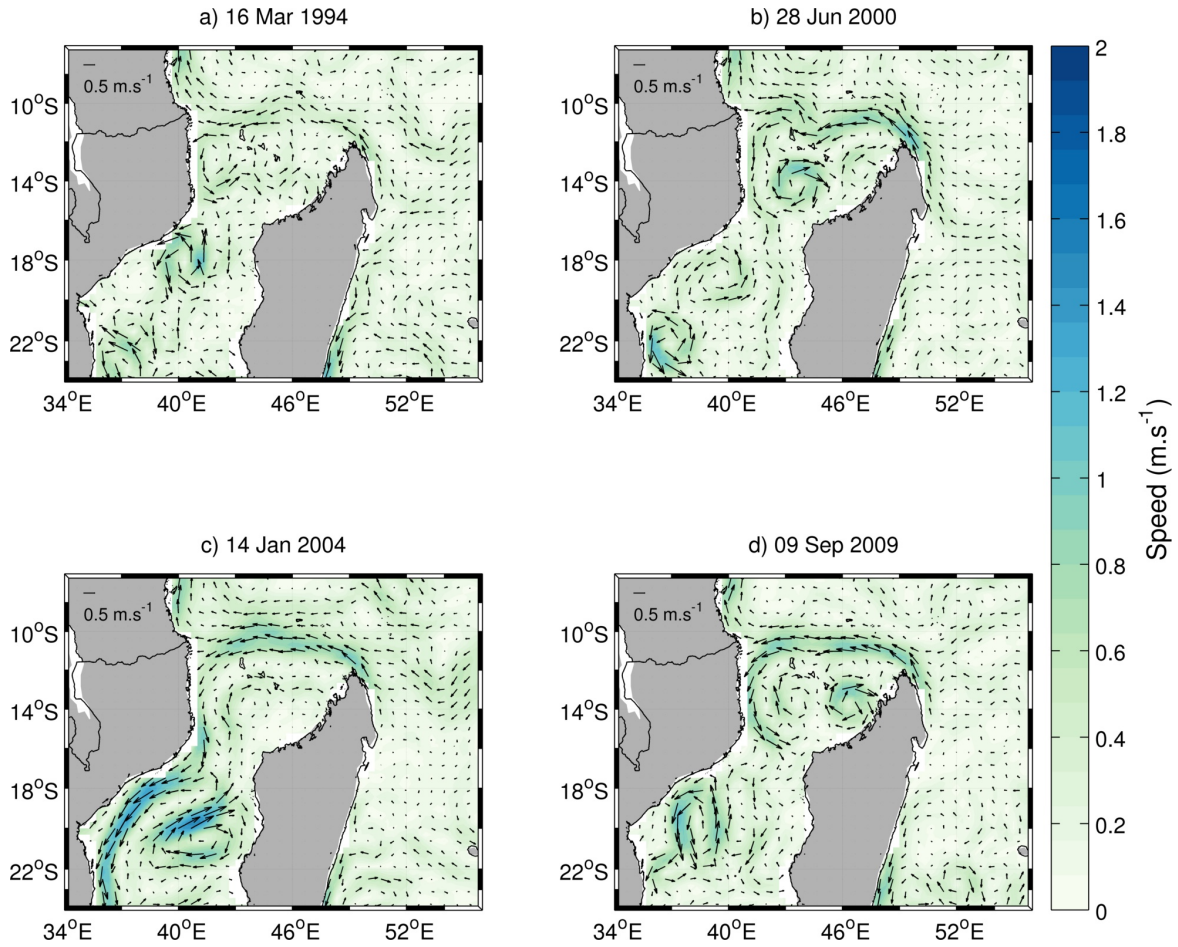 a) 16 Mar 1994
0.5 m.s⁻¹
10°S
14°S
18°S
22°S
34°E 40°E 46°E 52°E
b) 28 Jun 2000
0.5 m.s⁻¹
10°S
14°S
18°S
22°S
34°E 40°E 46°E 52°E
c) 14 Jan 2004
0.5 m.s⁻¹
10°S
14°S
18°S
22°S
34°E 40°E 46°E 52°E
d) 09 Sep 2009
0.5 m.s⁻¹
10°S
14°S
18°S
22°S
34°E 40°E 46°E 52°E
2
1.8
1.6
1.4
1.2
1
0.8
0.6
0.4
0.2
0
Speed (m.s⁻¹)